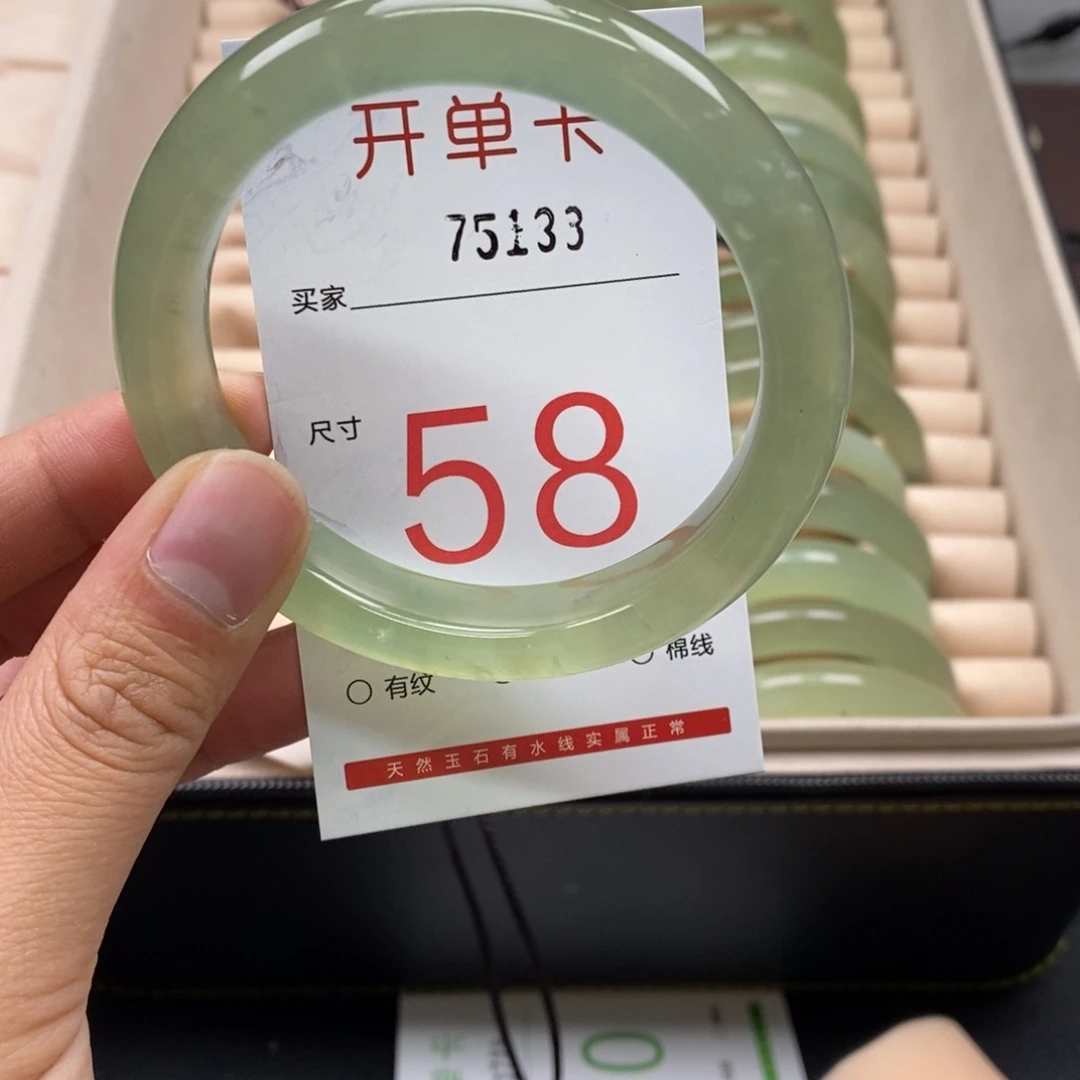 开单卡
75133
买家
尺寸 58
○ 有纹 ○ 棉线
天然玉石有水线实属正常
0